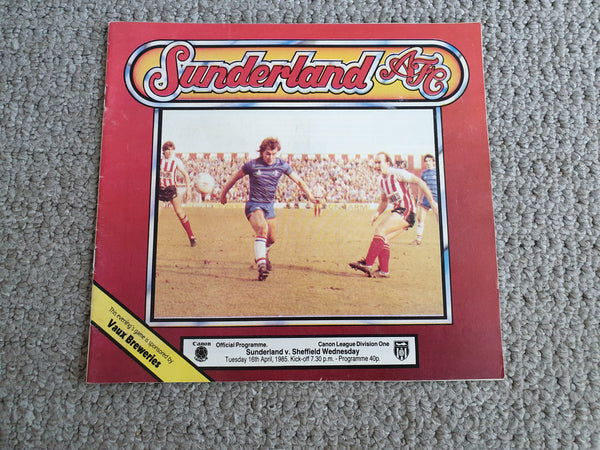 Sunderland AFC
This evening's game is sponsored by
Vaux Breweries
Canon
Official Programme. Canon League Division One
Sunderland v. Sheffield Wednesday
Tuesday 16th April, 1985. Kick-off 7.30 p.m. - Programme 40p.